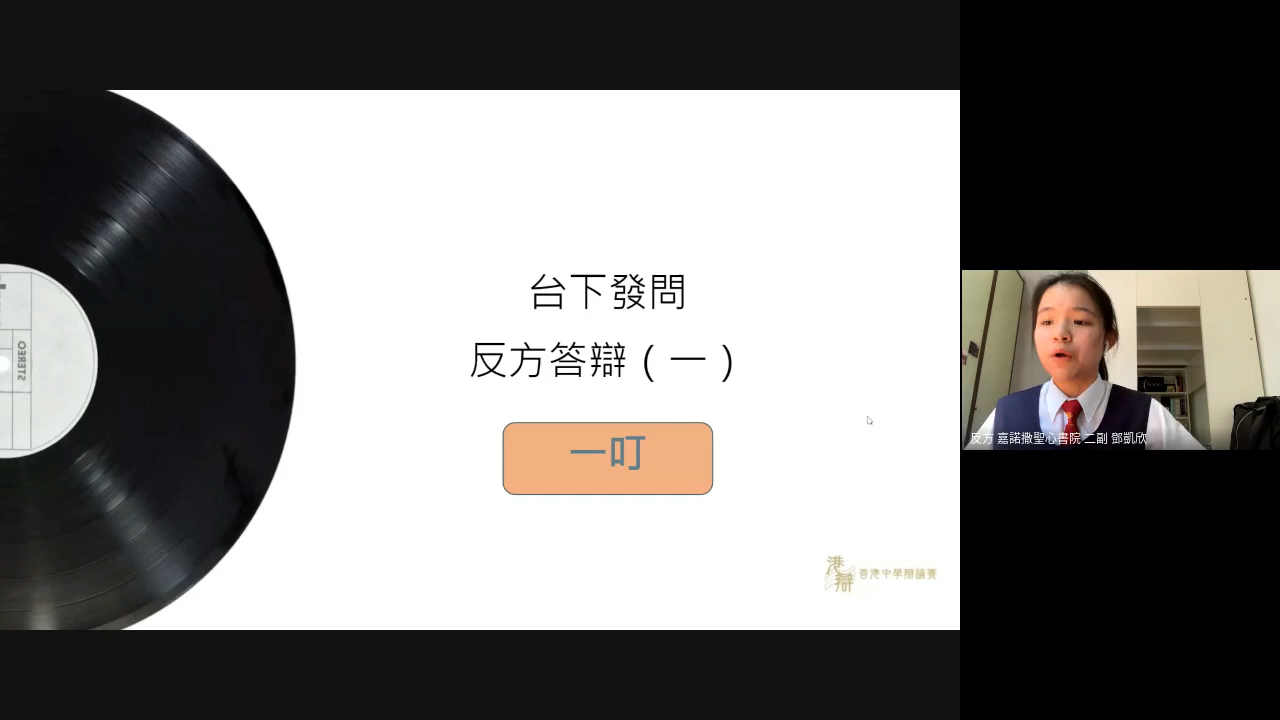 台下發問
反方答辯（一）
一叮
STEREO
港辯 香港中學辯論賽
反方 嘉諾撒聖心書院 二副 鄧凱欣